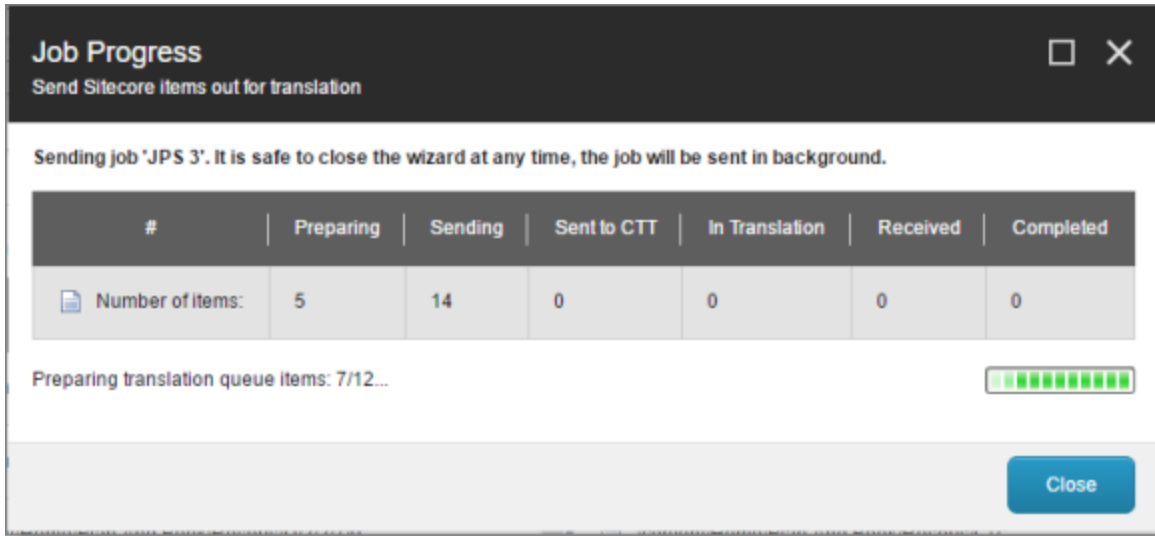 Job Progress
Send Sitecore items out for translation
Sending job 'JPS 3'. It is safe to close the wizard at any time, the job will be sent in background.
# Preparing Sending Sent to CTT In Translation Received Completed
Number of items: 5 14 0 0 0 0
Preparing translation queue items: 7/12...
Close